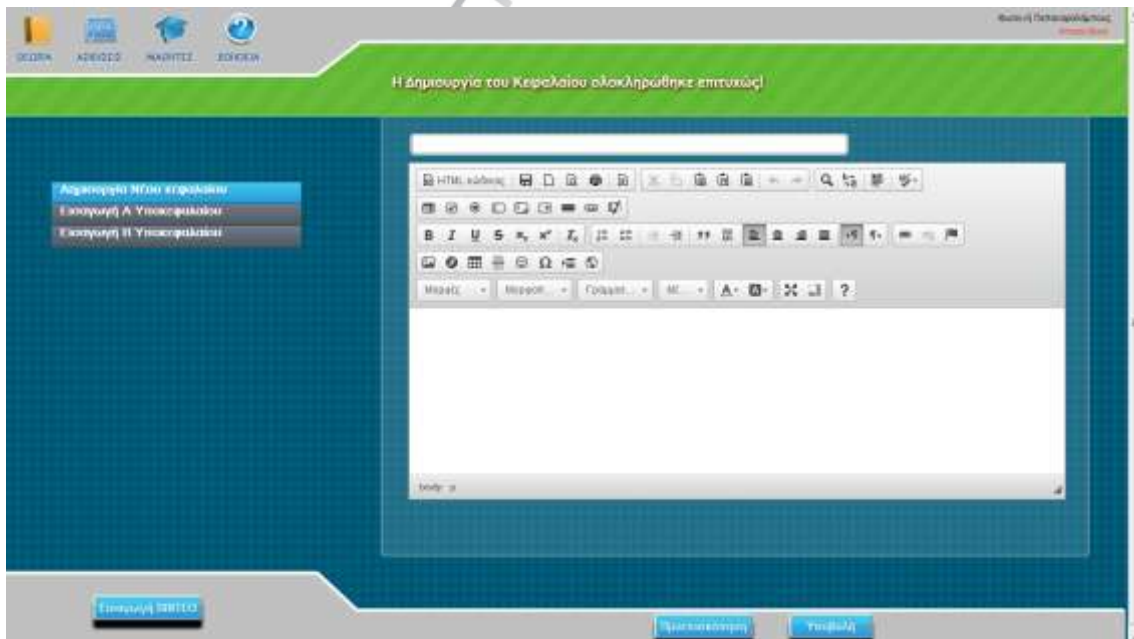 ΘΕΩΡΙΑ ΑΣΚΗΣΕΙΣ ΜΑΘΗΤΕΣ ΒΟΗΘΕΙΑ
Η Δημιουργία του Κεφαλαίου ολοκληρώθηκε επιτυχώς!
Δημιουργία Νέου κεφαλαίου
Εισαγωγή Α Υποκεφαλαίου
Εισαγωγή Β Υποκεφαλαίου
HTML κώδικας
body p
Εισαγωγή ΒΙΝΤΕΟ
Προεπισκόπηση Υποβολή